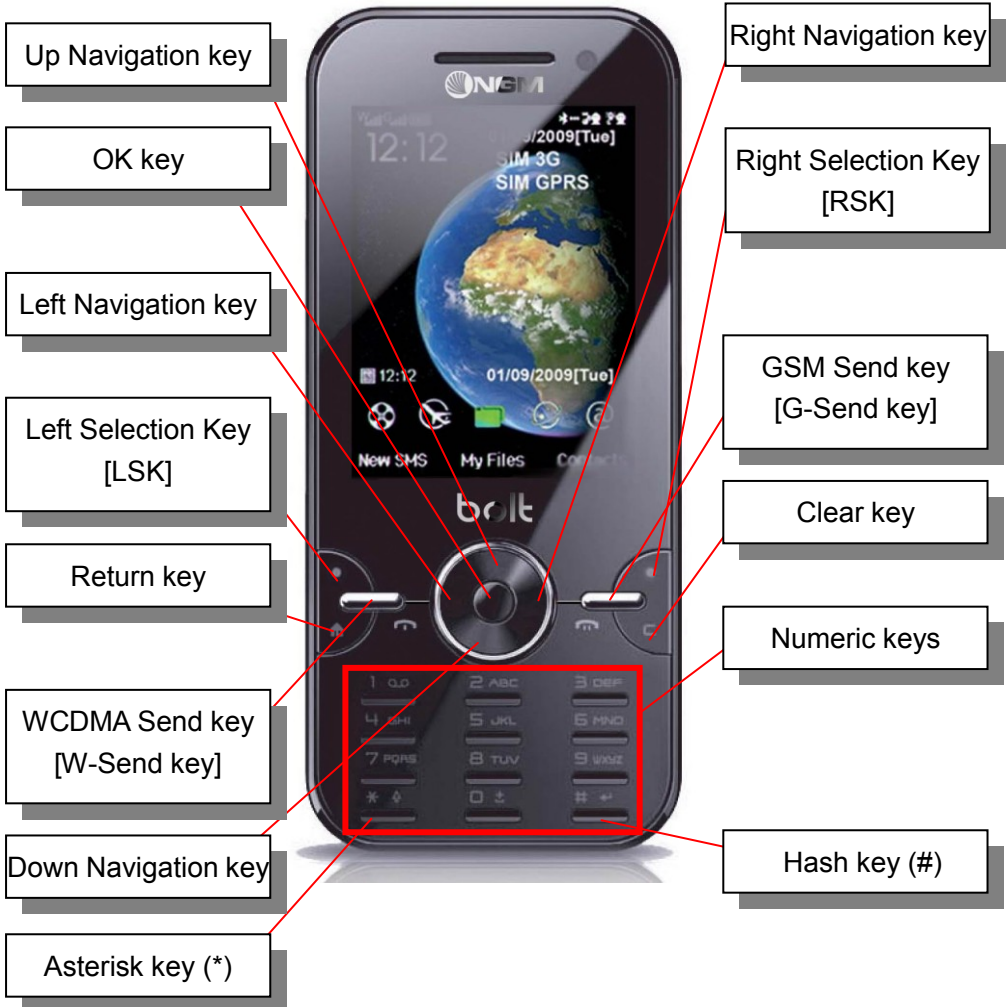 Up Navigation key
OK key
Left Navigation key
Left Selection Key
[LSK]
Return key
WCDMA Send key
[W-Send key]
Down Navigation key
Asterisk key (*)
NGM
12:12
/2009[Tue]
SIM 3G
SIM GPRS
12:12 01/09/2009[Tue]
New SMS My Files Contacts
bolt
1
2 ABC
3 DEF
4 GHI
5 JKL
6 MNO
7 PQRS
8 TUV
9 WXYZ
*
0 ±
#
Right Navigation key
Right Selection Key
[RSK]
GSM Send key
[G-Send key]
Clear key
Numeric keys
Hash key (#)